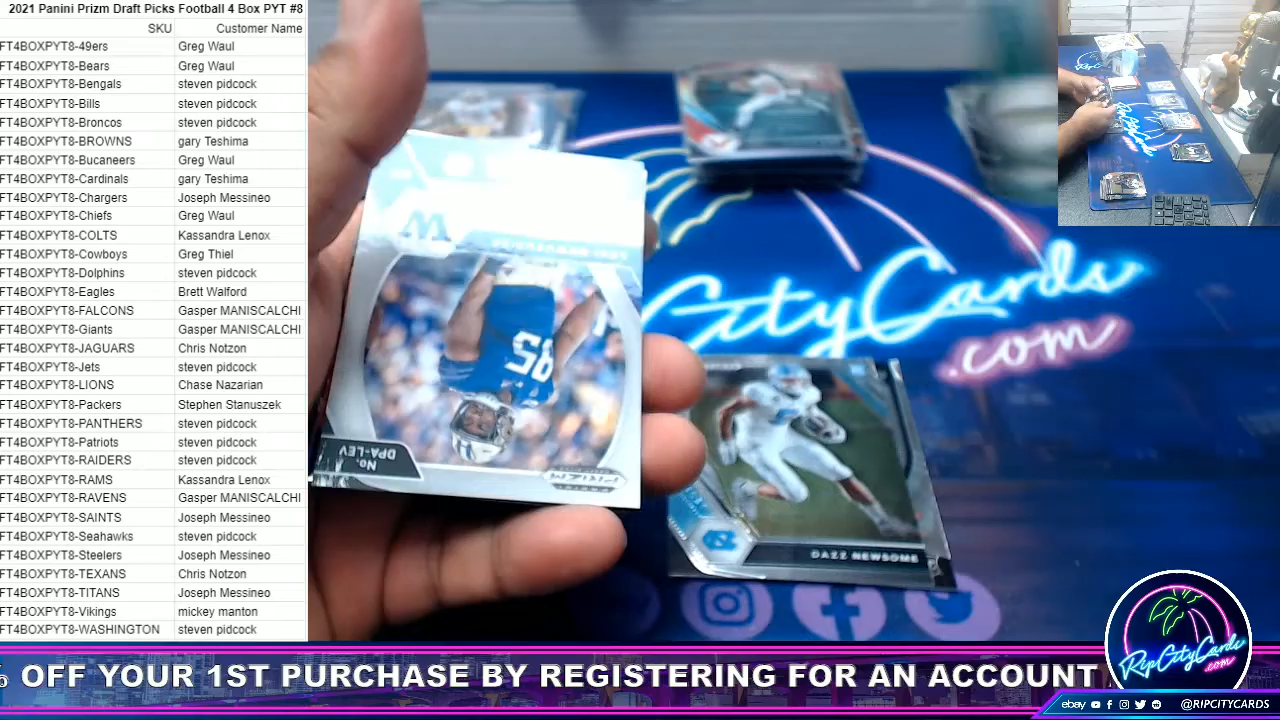 2021 Panini Prizm Draft Picks Football 4 Box PYT #8
SKU Customer Name
FT4BOXPYT8-49ers Greg Waul
FT4BOXPYT8-Bears Greg Waul
FT4BOXPYT8-Bengals steven pidcock
FT4BOXPYT8-Bills steven pidcock
FT4BOXPYT8-Broncos steven pidcock
FT4BOXPYT8-BROWNS gary Teshima
FT4BOXPYT8-Bucaneers Greg Waul
FT4BOXPYT8-Cardinals gary Teshima
FT4BOXPYT8-Chargers Joseph Messineo
FT4BOXPYT8-Chiefs Greg Waul
FT4BOXPYT8-COLTS Kassandra Lenox
FT4BOXPYT8-Cowboys Greg Thiel
FT4BOXPYT8-Dolphins steven pidcock
FT4BOXPYT8-Eagles Brett Walford
FT4BOXPYT8-FALCONS Gasper MANISCALCHI
FT4BOXPYT8-Giants Gasper MANISCALCHI
FT4BOXPYT8-JAGUARS Chris Notzon
FT4BOXPYT8-Jets steven pidcock
FT4BOXPYT8-LIONS Chase Nazarian
FT4BOXPYT8-Packers Stephen Stanuszek
FT4BOXPYT8-PANTHERS steven pidcock
FT4BOXPYT8-Patriots steven pidcock
FT4BOXPYT8-RAIDERS steven pidcock
FT4BOXPYT8-RAMS Kassandra Lenox
FT4BOXPYT8-RAVENS Gasper MANISCALCHI
FT4BOXPYT8-SAINTS Joseph Messineo
FT4BOXPYT8-Seahawks steven pidcock
FT4BOXPYT8-Steelers Joseph Messineo
FT4BOXPYT8-TEXANS Chris Notzon
FT4BOXPYT8-TITANS Joseph Messineo
FT4BOXPYT8-Vikings mickey manton
FT4BOXPYT8-WASHINGTON steven pidcock
85
No.
DPA-LEV
PANINI
PRIZM
CityCards
.com
DAZZ NEWSOME
RipCityCards
.com
OFF YOUR 1ST PURCHASE BY REGISTERING FOR AN ACCOUNT
ebay @RIPCITYCARDS